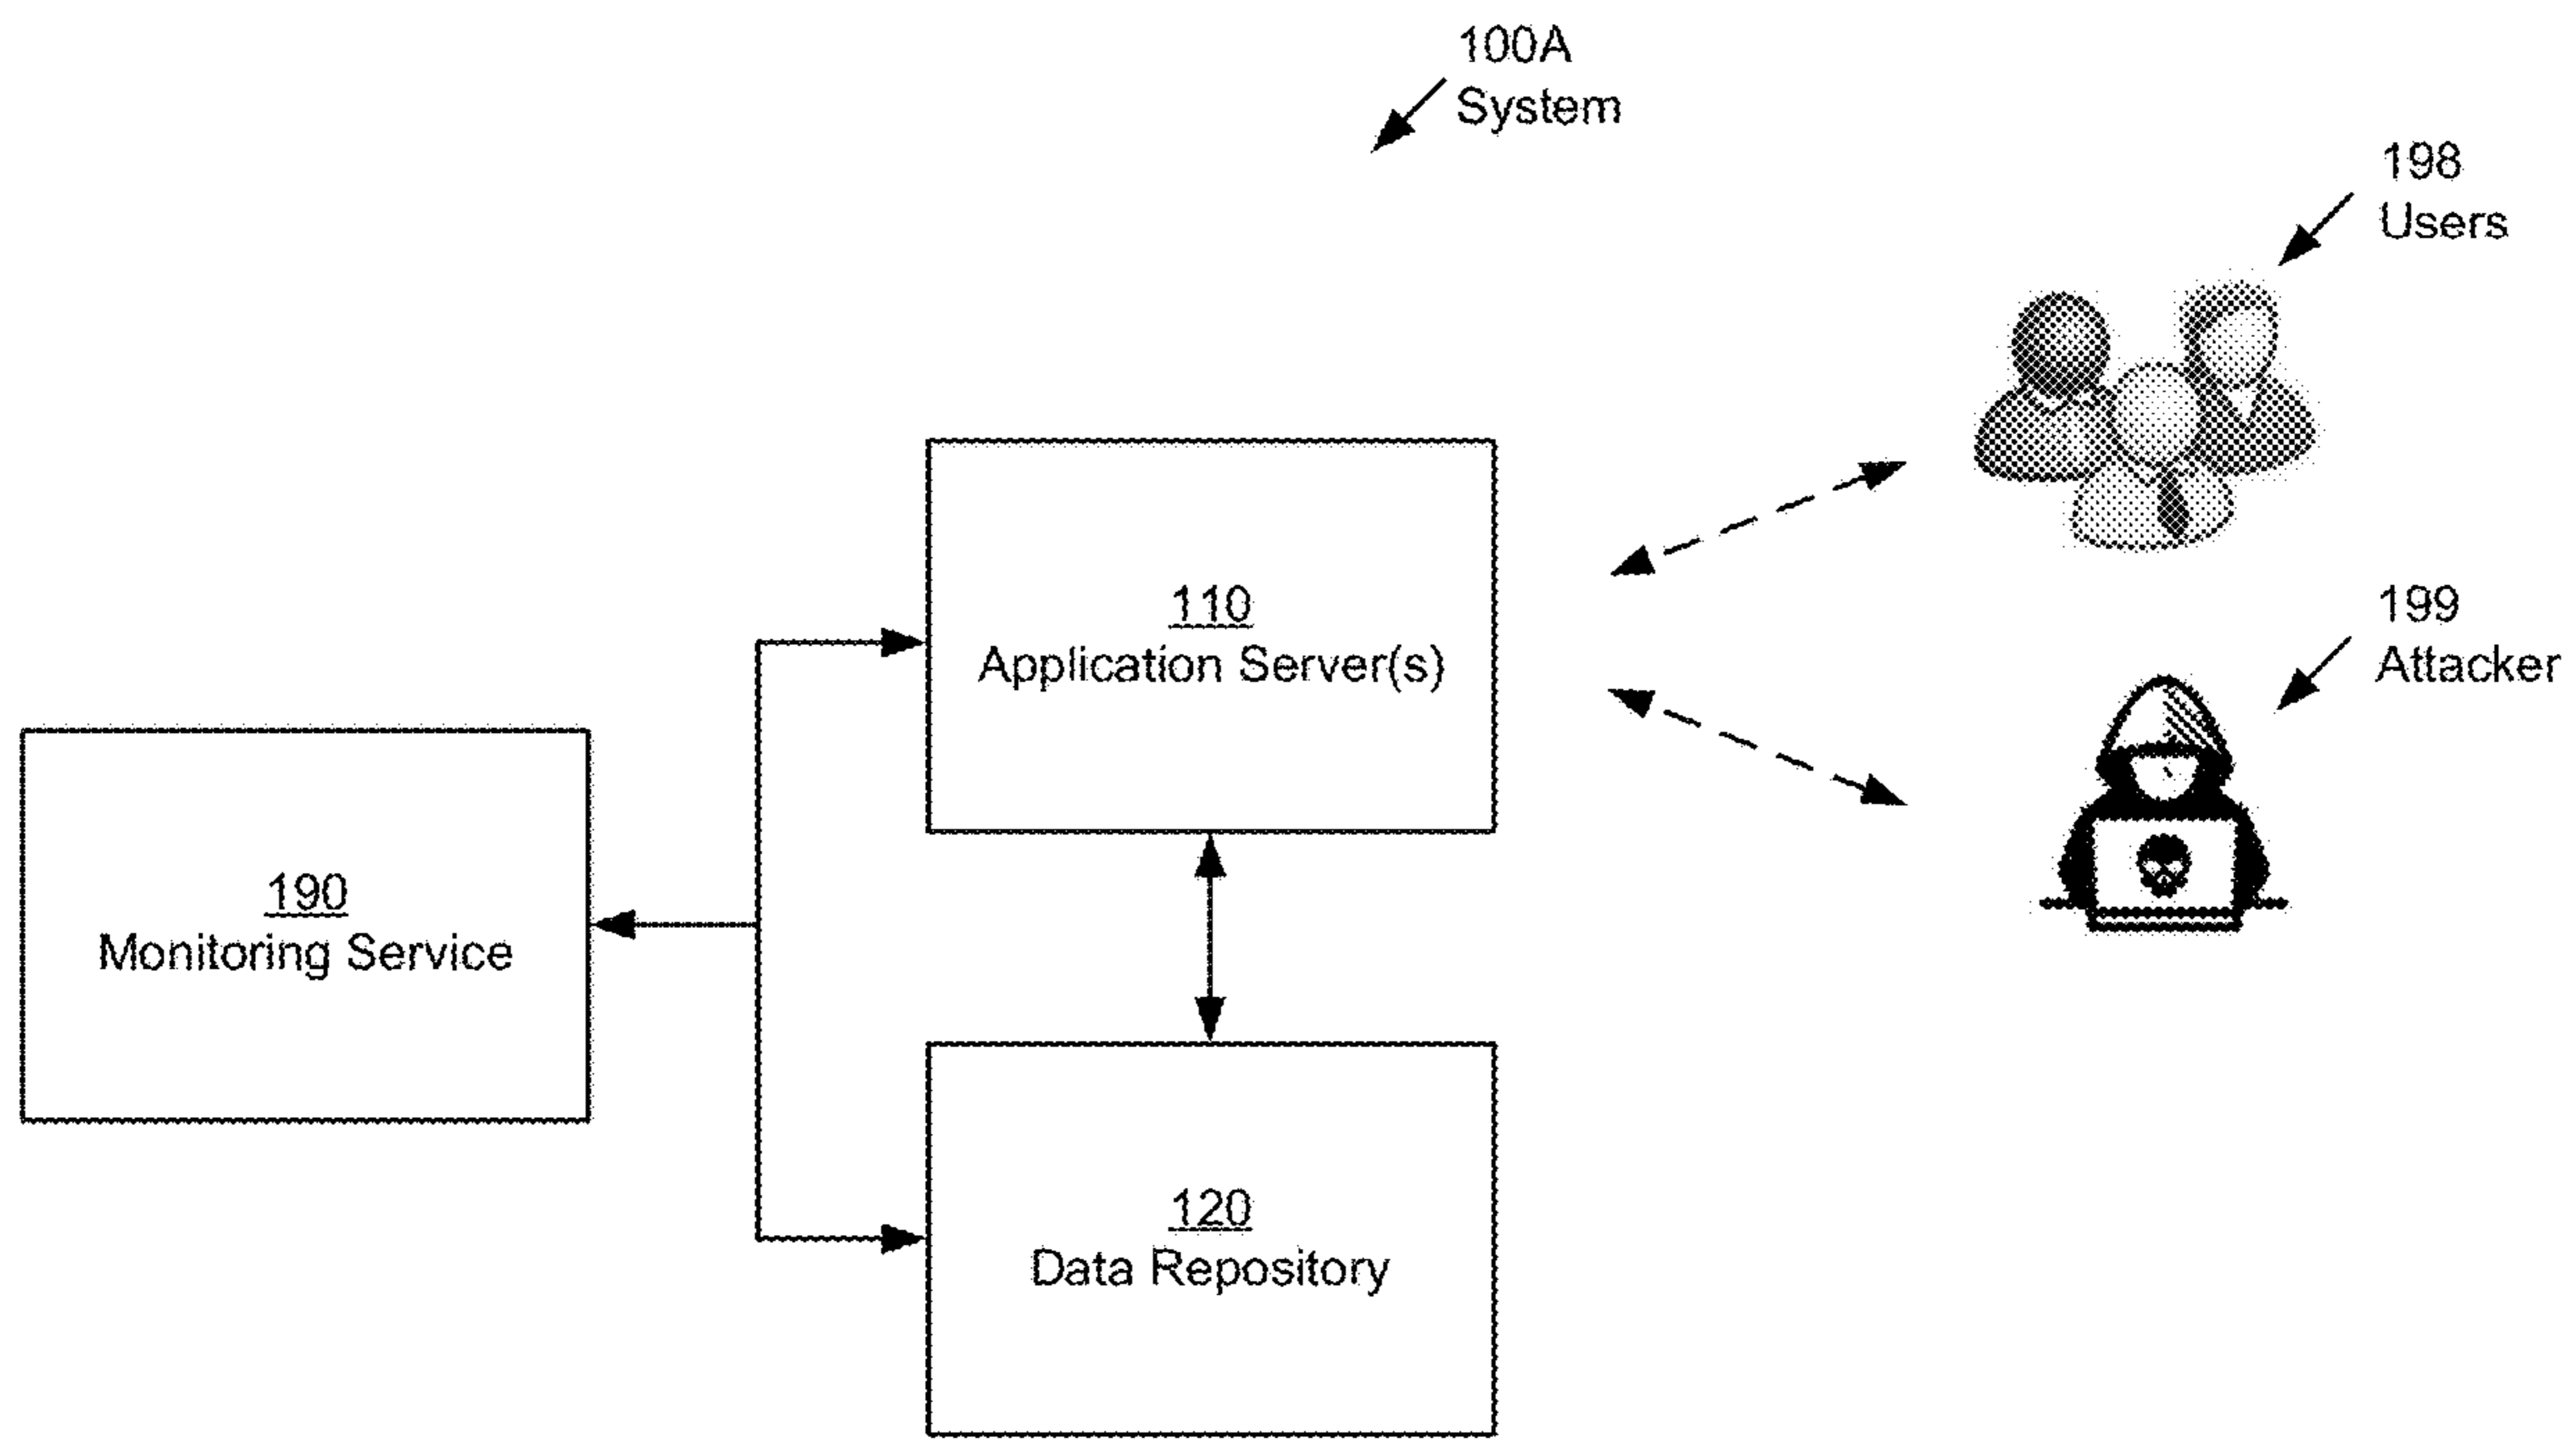 100A
System
198
Users
110
Application Server(s)
199
Attacker
190
Monitoring Service
120
Data Repository